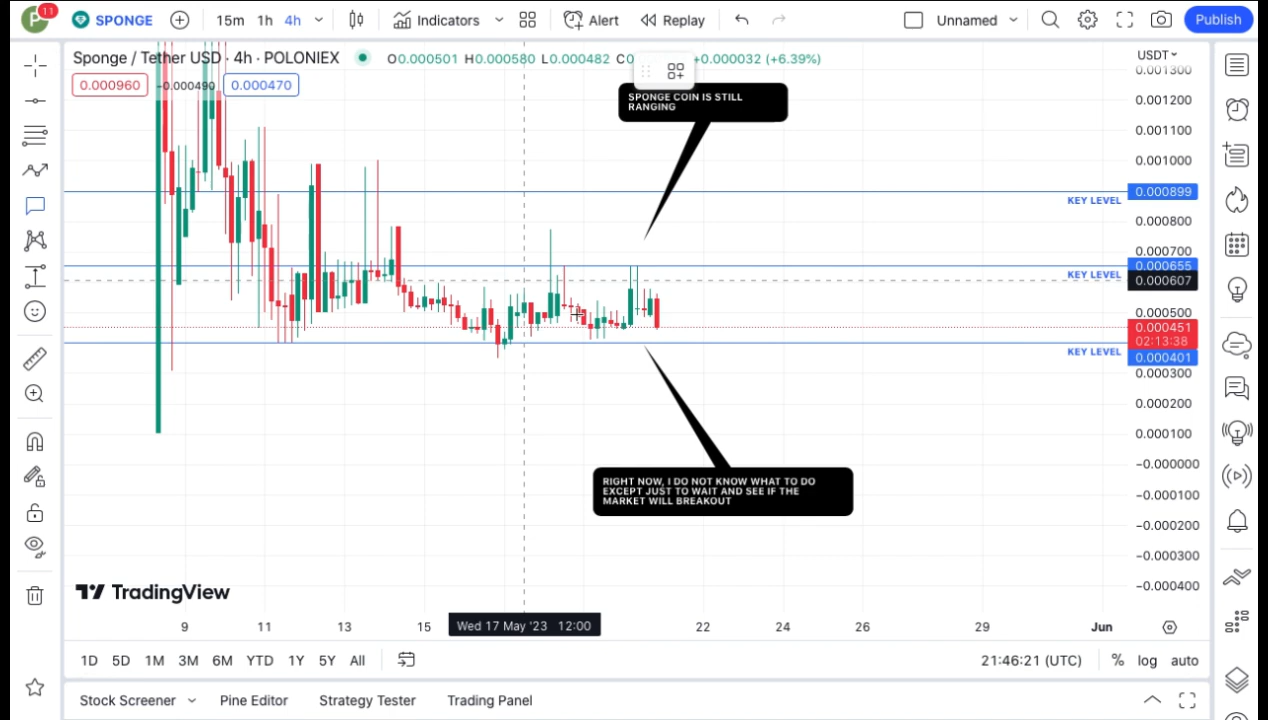 P 11 SPONGE 15m 1h 4h Indicators Alert Replay Unnamed Publish
Sponge / Tether USD · 4h · POLONIEX O0.000501 H0.000580 L0.000482 C0. +0.000032 (+6.39%)
0.000960 0.000490 0.000470
USDT
0.001300
0.001200
0.001100
0.001000
0.000899
0.000800
0.000700
0.000655
0.000607
0.000500
0.000451
02:13:38
0.000401
0.000300
0.000200
0.000100
−0.000000
−0.000100
−0.000200
−0.000300
−0.000400
SPONGE COIN IS STILL
RANGING
KEY LEVEL
KEY LEVEL
KEY LEVEL
RIGHT NOW, I DO NOT KNOW WHAT TO DO
EXCEPT JUST TO WAIT AND SEE IF THE
MARKET WILL BREAKOUT
TradingView
9 11 13 15 Wed 17 May '23 12:00 22 24 26 29 Jun
1D 5D 1M 3M 6M YTD 1Y 5Y All 21:46:21 (UTC) % log auto
Stock Screener Pine Editor Strategy Tester Trading Panel